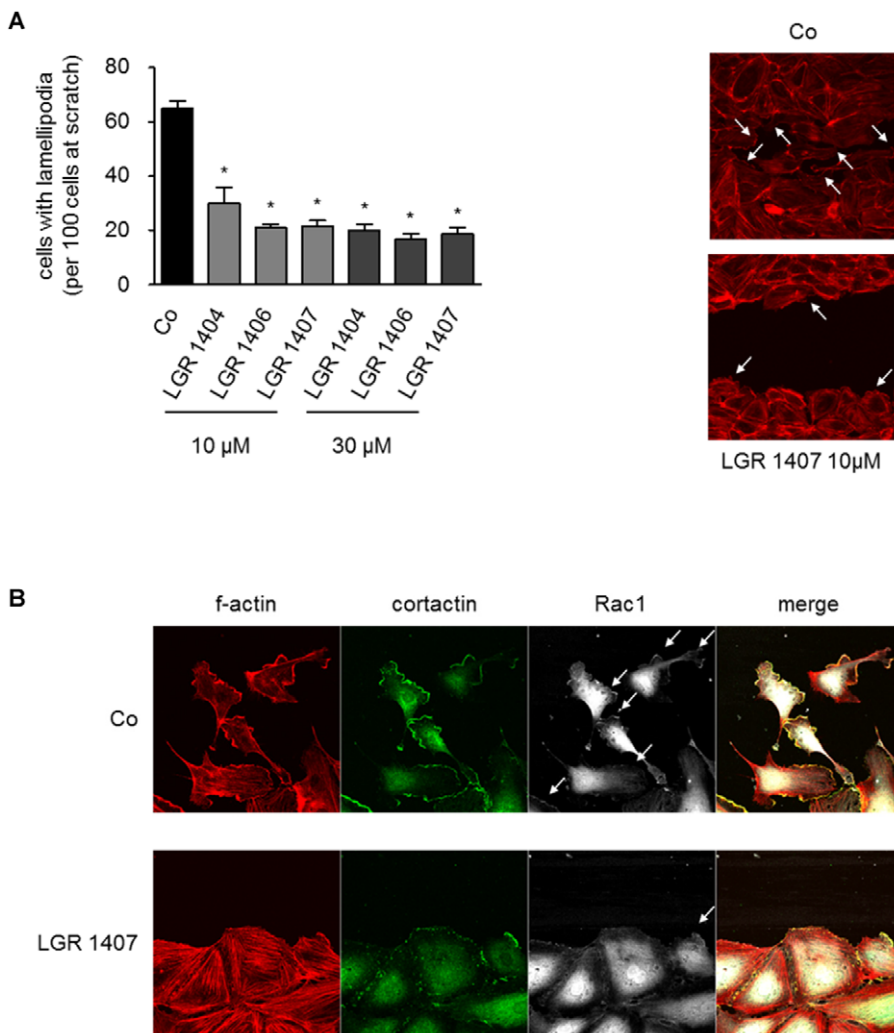 A
Co
80
60
40
20
0
cells with lamellipodia
(per 100 cells at scratch)
*
*
*
*
*
*
Co
LGR 1404
LGR 1406
LGR 1407
LGR 1404
LGR 1406
LGR 1407
10 µM
30 µM
LGR 1407 10µM
B
f-actin
cortactin
Rac1
merge
Co
LGR 1407